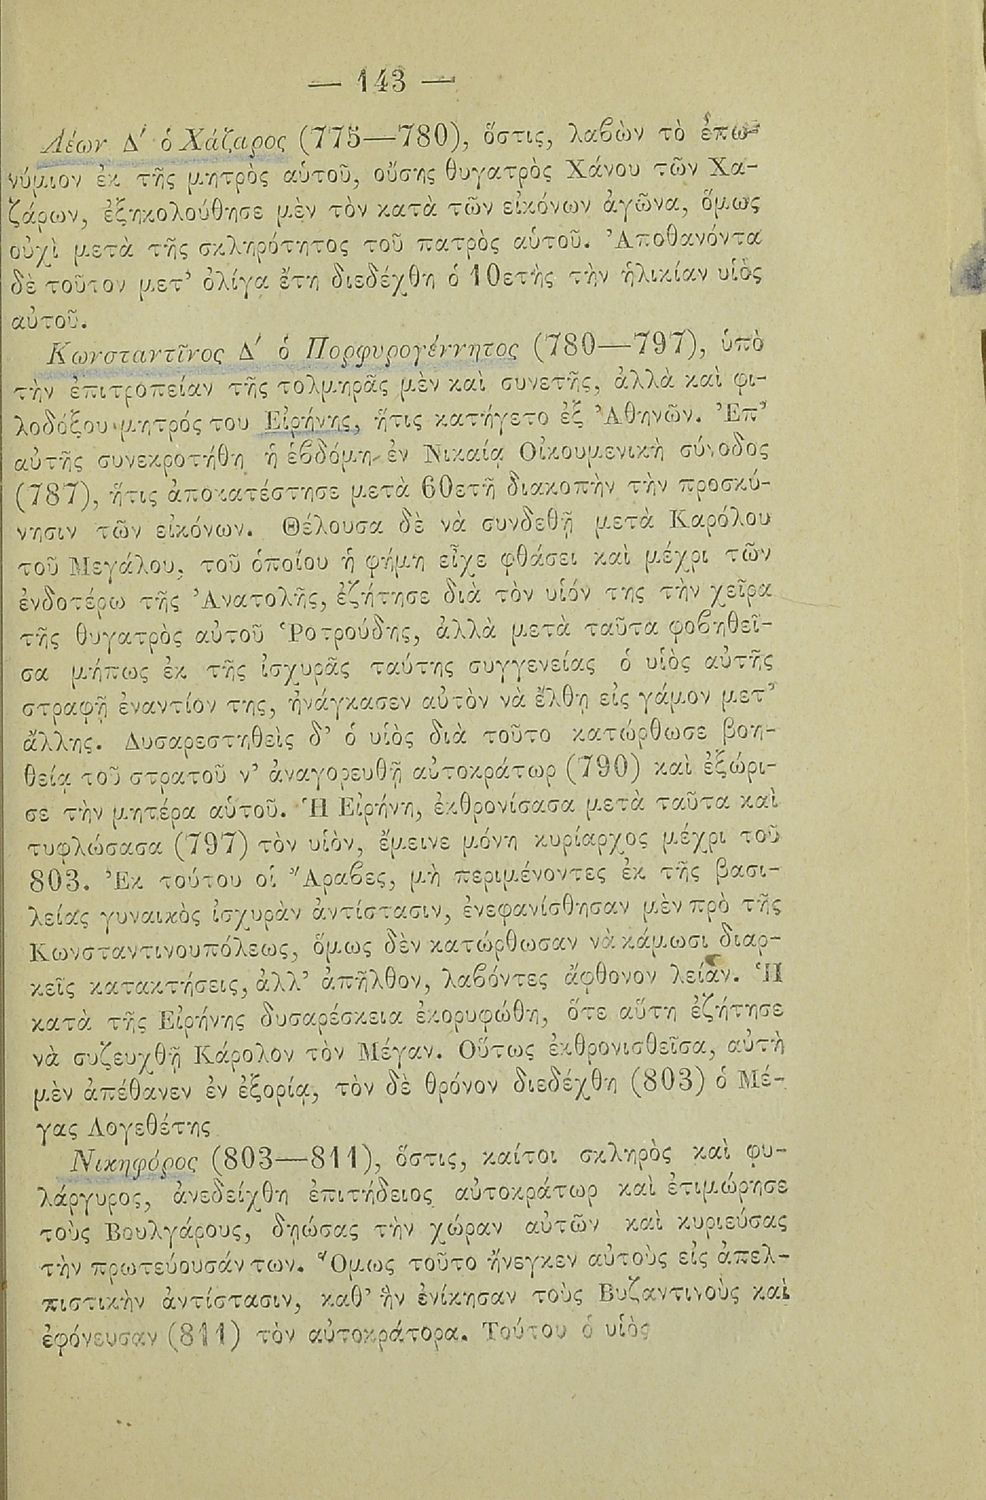 — 143 —
Λέων Δ΄ ὁ Χάζαρος (775—780), ὅστις, λαβὼν τὸ ἐπω-
νύμιον ἐκ τῆς μητρὸς αὑτοῦ, οὔσης θυγατρὸς Χάνου τῶν Χα-
ζάρων, ἐξηκολούθησε μὲν τὸν κατὰ τῶν εἰκόνων ἀγῶνα, ὅμως
οὐχὶ μετὰ τῆς σκληρότητος τοῦ πατρὸς αὑτοῦ. Ἀποθανόντα
δὲ τοῦτον μετ’ ὀλίγα ἔτη διεδέχθη ὁ 10ετὴς τὴν ἡλικίαν υἱὸς
αὐτοῦ.
Κωνσταντῖνος Δ΄ ὁ Πορφυρογέννητος (780—797), ὑπὸ
τὴν ἐπιτροπείαν τῆς τολμηρᾶς μὲν καὶ συνετῆς, ἀλλὰ καὶ φι-
λοδόξου μητρός του Εἰρήνης, ἥτις κατήγετο ἐξ Ἀθηνῶν. Ἐπ’
αὐτῆς συνεκροτήθη ἡ ἑβδόμη ἐν Νικαίᾳ Οἰκουμενικὴ σύνοδος
(787), ἥτις ἀποκατέστησε μετὰ 60ετῆ διακοπὴν τὴν προσκύ-
νησιν τῶν εἰκόνων. Θέλουσα δὲ νὰ συνδεθῇ μετὰ Καρόλου
τοῦ Μεγάλου, τοῦ ὁποίου ἡ φήμη εἶχε φθάσει καὶ μέχρι τῶν
ἐνδοτέρω τῆς Ἀνατολῆς, ἐζήτησε διὰ τὸν υἱόν της τὴν χεῖρα
τῆς θυγατρὸς αὐτοῦ Ῥοτρούδης, ἀλλὰ μετὰ ταῦτα φοβηθεῖ-
σα μήπως ἐκ τῆς ἰσχυρᾶς ταύτης συγγενείας ὁ υἱὸς αὐτῆς
στραφῇ ἐναντίον της, ἠνάγκασεν αὐτὸν νὰ ἔλθῃ εἰς γάμον μετ’
ἄλλης. Δυσαρεστηθεὶς δ’ ὁ υἱὸς διὰ τοῦτο κατώρθωσε βοη-
θείᾳ τοῦ στρατοῦ ν’ ἀναγορευθῇ αὐτοκράτωρ (790) καὶ ἐξώρι-
σε τὴν μητέρα αὑτοῦ. Ἡ Εἰρήνη, ἐκθρονίσασα μετὰ ταῦτα καὶ
τυφλώσασα (797) τὸν υἱόν, ἔμεινε μόνη κυρίαρχος μέχρι τοῦ
803. Ἐκ τούτου οἱ Ἄραβες, μὴ περιμένοντες ἐκ τῆς βασι-
λείας γυναικὸς ἰσχυρὰν ἀντίστασιν, ἐνεφανίσθησαν μὲν πρὸ τῆς
Κωνσταντινουπόλεως, ὅμως δὲν κατώρθωσαν νὰ κάμωσι διαρ-
κεῖς κατακτήσεις, ἀλλ’ ἀπῆλθον, λαβόντες ἄφθονον λείαν. Ἡ
κατὰ τῆς Εἰρήνης δυσαρέσκεια ἐκορυφώθη, ὅτε αὕτη ἐζήτησε
νὰ συζευχθῇ Κάρολον τὸν Μέγαν. Οὕτως ἐκθρονισθεῖσα, αὐτὴ
μὲν ἀπέθανεν ἐν ἐξορίᾳ, τὸν δὲ θρόνον διεδέχθη (803) ὁ Μέ-
γας Λογεθέτης
Νικηφόρος (803—811), ὅστις, καίτοι σκληρὸς καὶ φι-
λάργυρος, ἀνεδείχθη ἐπιτήδειος αὐτοκράτωρ καὶ ἐτιμώρησε
τοὺς Βουλγάρους, δῃώσας τὴν χώραν αὐτῶν καὶ κυριεύσας
τὴν πρωτεύουσάν των. Ὅμως τοῦτο ἤνεγκεν αὐτοὺς εἰς ἀπελ-
πιστικὴν ἀντίστασιν, καθ’ ἣν ἐνίκησαν τοὺς Βυζαντινοὺς καὶ
ἐφόνευσαν (811) τὸν αὐτοκράτορα. Τούτου ὁ υἱὸς